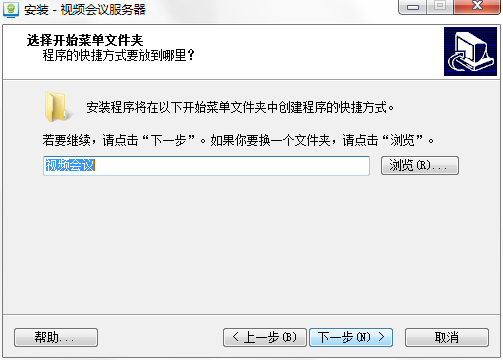 安装 - 视频会议服务器
选择开始菜单文件夹
程序的快捷方式要放到哪里？
安装程序将在以下开始菜单文件夹中创建程序的快捷方式。
若要继续，请点击“下一步”。如果你要换一个文件夹，请点击“浏览”。
视频会议
浏览(R)...
帮助...
< 上一步(B)
下一步(N) >
取消